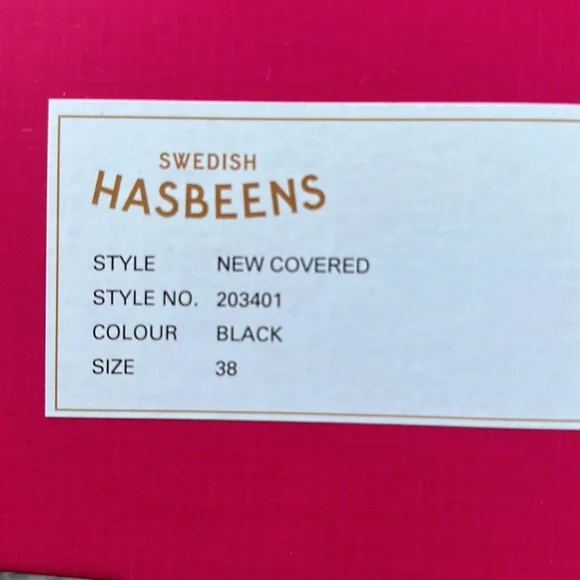 SWEDISH
HASBEENS
STYLE NEW COVERED
STYLE NO. 203401
COLOUR BLACK
SIZE 38